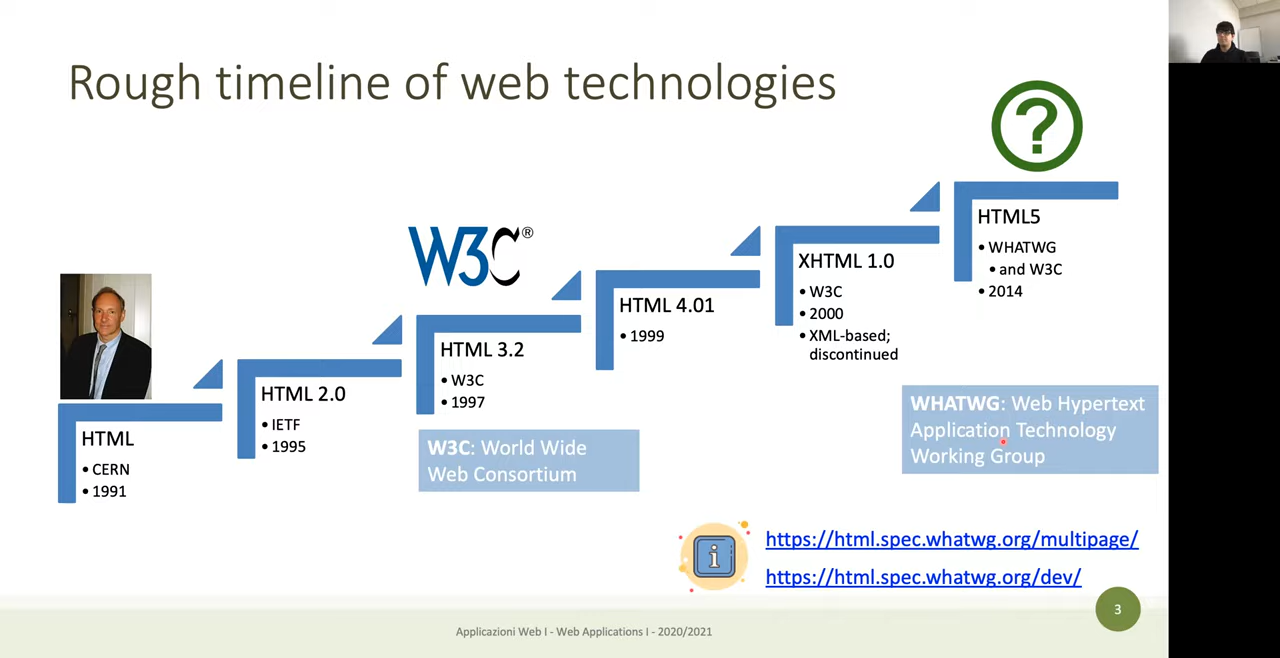 Rough timeline of web technologies
W3C®
HTML
• CERN
• 1991
HTML 2.0
• IETF
• 1995
HTML 3.2
• W3C
• 1997
W3C: World Wide
Web Consortium
HTML 4.01
• 1999
XHTML 1.0
• W3C
• 2000
• XML-based;
discontinued
?
HTML5
• WHATWG
• and W3C
• 2014
WHATWG: Web Hypertext
Application Technology
Working Group
i
https://html.spec.whatwg.org/multipage/
https://html.spec.whatwg.org/dev/
Applicazioni Web I - Web Applications I - 2020/2021
3